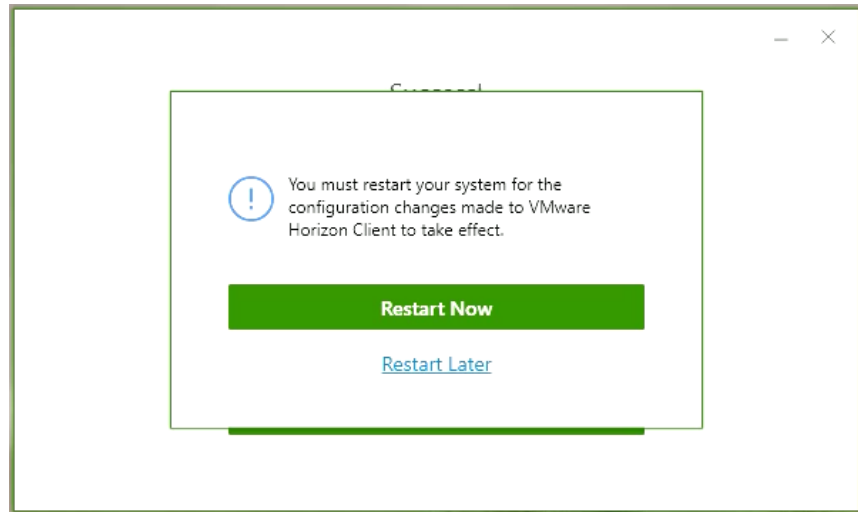 You must restart your system for the
configuration changes made to VMware
Horizon Client to take effect.
Restart Now
Restart Later